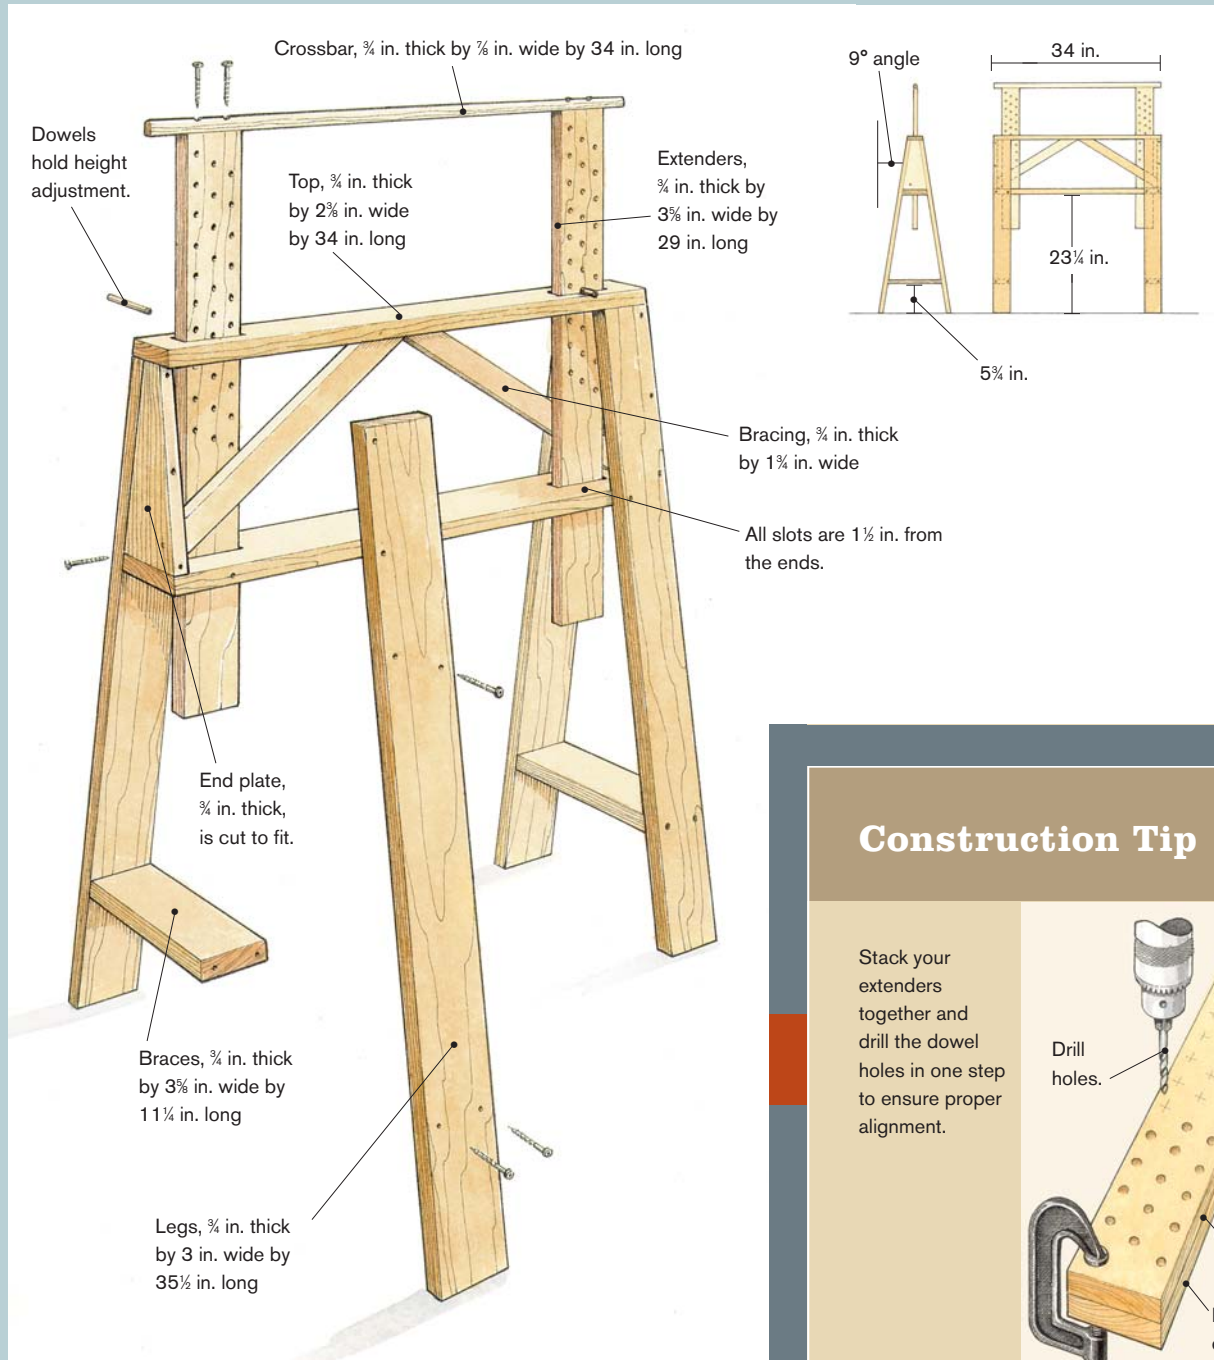 Crossbar, ¾ in. thick by ⅞ in. wide by 34 in. long
Dowels
hold height
adjustment.
Top, ¾ in. thick
by 2⅜ in. wide
by 34 in. long
Extenders,
¾ in. thick by
3⅝ in. wide by
29 in. long
9° angle
34 in.
23¼ in.
5¾ in.
Bracing, ¾ in. thick
by 1¾ in. wide
All slots are 1½ in. from
the ends.
End plate,
¾ in. thick,
is cut to fit.
Braces, ¾ in. thick
by 3⅝ in. wide by
11¼ in. long
Legs, ¾ in. thick
by 3 in. wide by
35½ in. long
Construction Tip
Stack your
extenders
together and
drill the dowel
holes in one step
to ensure proper
alignment.
Drill
holes.